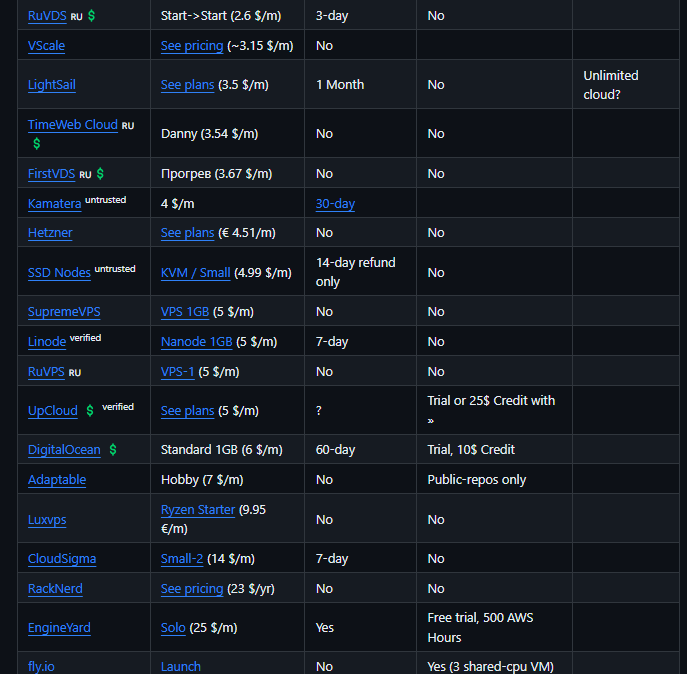 RuVDS RU $ Start->Start (2.6 $/m) 3-day No
VScale See pricing (~3.15 $/m) No
LightSail See plans (3.5 $/m) 1 Month No Unlimited
cloud?
TimeWeb Cloud RU
$ Danny (3.54 $/m) No No
FirstVDS RU $ Прогрев (3.67 $/m) No No
Kamatera untrusted 4 $/m 30-day
Hetzner See plans (€ 4.51/m) No No
SSD Nodes untrusted KVM / Small (4.99 $/m) 14-day refund
only No
SupremeVPS VPS 1GB (5 $/m) No No
Linode verified Nanode 1GB (5 $/m) 7-day No
RuVPS RU VPS-1 (5 $/m) No No
UpCloud $ verified See plans (5 $/m) ? Trial or 25$ Credit with
»
DigitalOcean $ Standard 1GB (6 $/m) 60-day Trial, 10$ Credit
Adaptable Hobby (7 $/m) No Public-repos only
Luxvps Ryzen Starter (9.95
€/m) No No
CloudSigma Small-2 (14 $/m) 7-day No
RackNerd See pricing (23 $/yr) No No
EngineYard Solo (25 $/m) Yes Free trial, 500 AWS
Hours
fly.io Launch No Yes (3 shared-cpu VM)